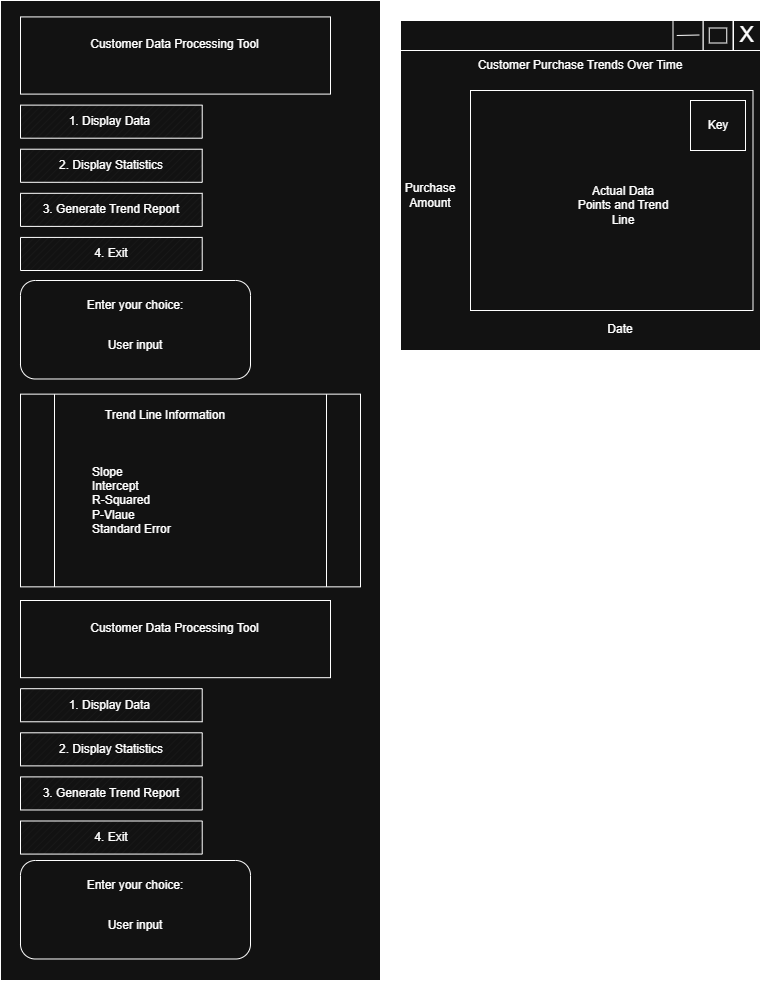 Customer Data Processing Tool
1. Display Data
2. Display Statistics
3. Generate Trend Report
4. Exit
Enter your choice:
User input
Trend Line Information
Slope
Intercept
R-Squared
P-Vlaue
Standard Error
Customer Data Processing Tool
1. Display Data
2. Display Statistics
3. Generate Trend Report
4. Exit
Enter your choice:
User input
X
Customer Purchase Trends Over Time
Key
Purchase
Amount
Actual Data
Points and Trend
Line
Date